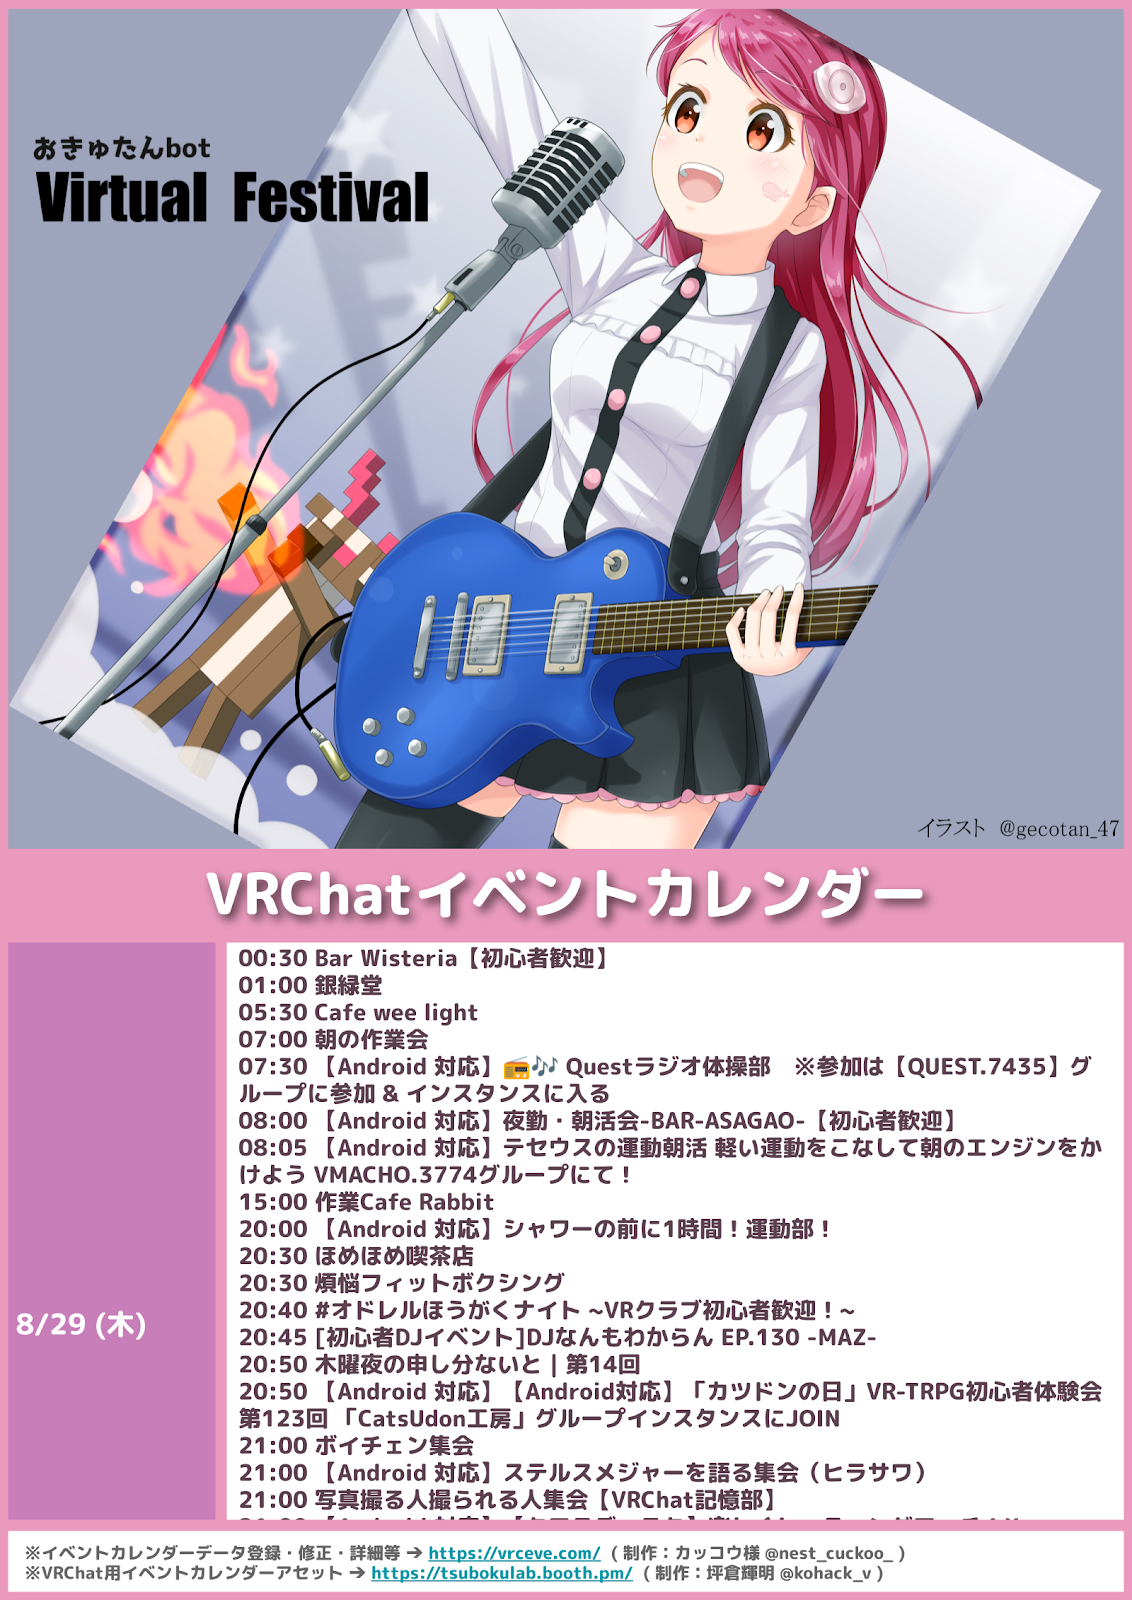 おきゅたんbot
Virtual Festival
イラスト @gecotan_47
VRChatイベントカレンダー
8/29 (木)
00:30 Bar Wisteria【初心者歓迎】
01:00 銀緑堂
05:30 Cafe wee light
07:00 朝の作業会
07:30 【Android 対応】📻🎶 Questラジオ体操部　※参加は【QUEST.7435】グ
ループに参加 & インスタンスに入る
08:00 【Android 対応】夜勤・朝活会-BAR-ASAGAO-【初心者歓迎】
08:05 【Android 対応】テセウスの運動朝活 軽い運動をこなして朝のエンジンをか
けよう VMACHO.3774グループにて！
15:00 作業Cafe Rabbit
20:00 【Android 対応】シャワーの前に1時間！運動部！
20:30 ほめほめ喫茶店
20:30 煩悩フィットボクシング
20:40 #オドレルほうがくナイト ~VRクラブ初心者歓迎！~
20:45 [初心者DJイベント]DJなんもわからん EP.130 -MAZ-
20:50 木曜夜の申し分ないと | 第14回
20:50 【Android 対応】【Android対応】「カツドンの日」VR-TRPG初心者体験会
第123回 「CatsUdon工房」グループインスタンスにJOIN
21:00 ボイチェン集会
21:00 【Android 対応】ステルスメジャーを語る集会（ヒラサワ）
21:00 写真撮る人撮られる人集会【VRChat記憶部】
※イベントカレンダーデータ登録・修正・詳細等 → https://vrceve.com/ ( 制作：カッコウ様 @nest_cuckoo_ )
※VRChat用イベントカレンダーアセット → https://tsubokulab.booth.pm/ ( 制作：坪倉輝明 @kohack_v )